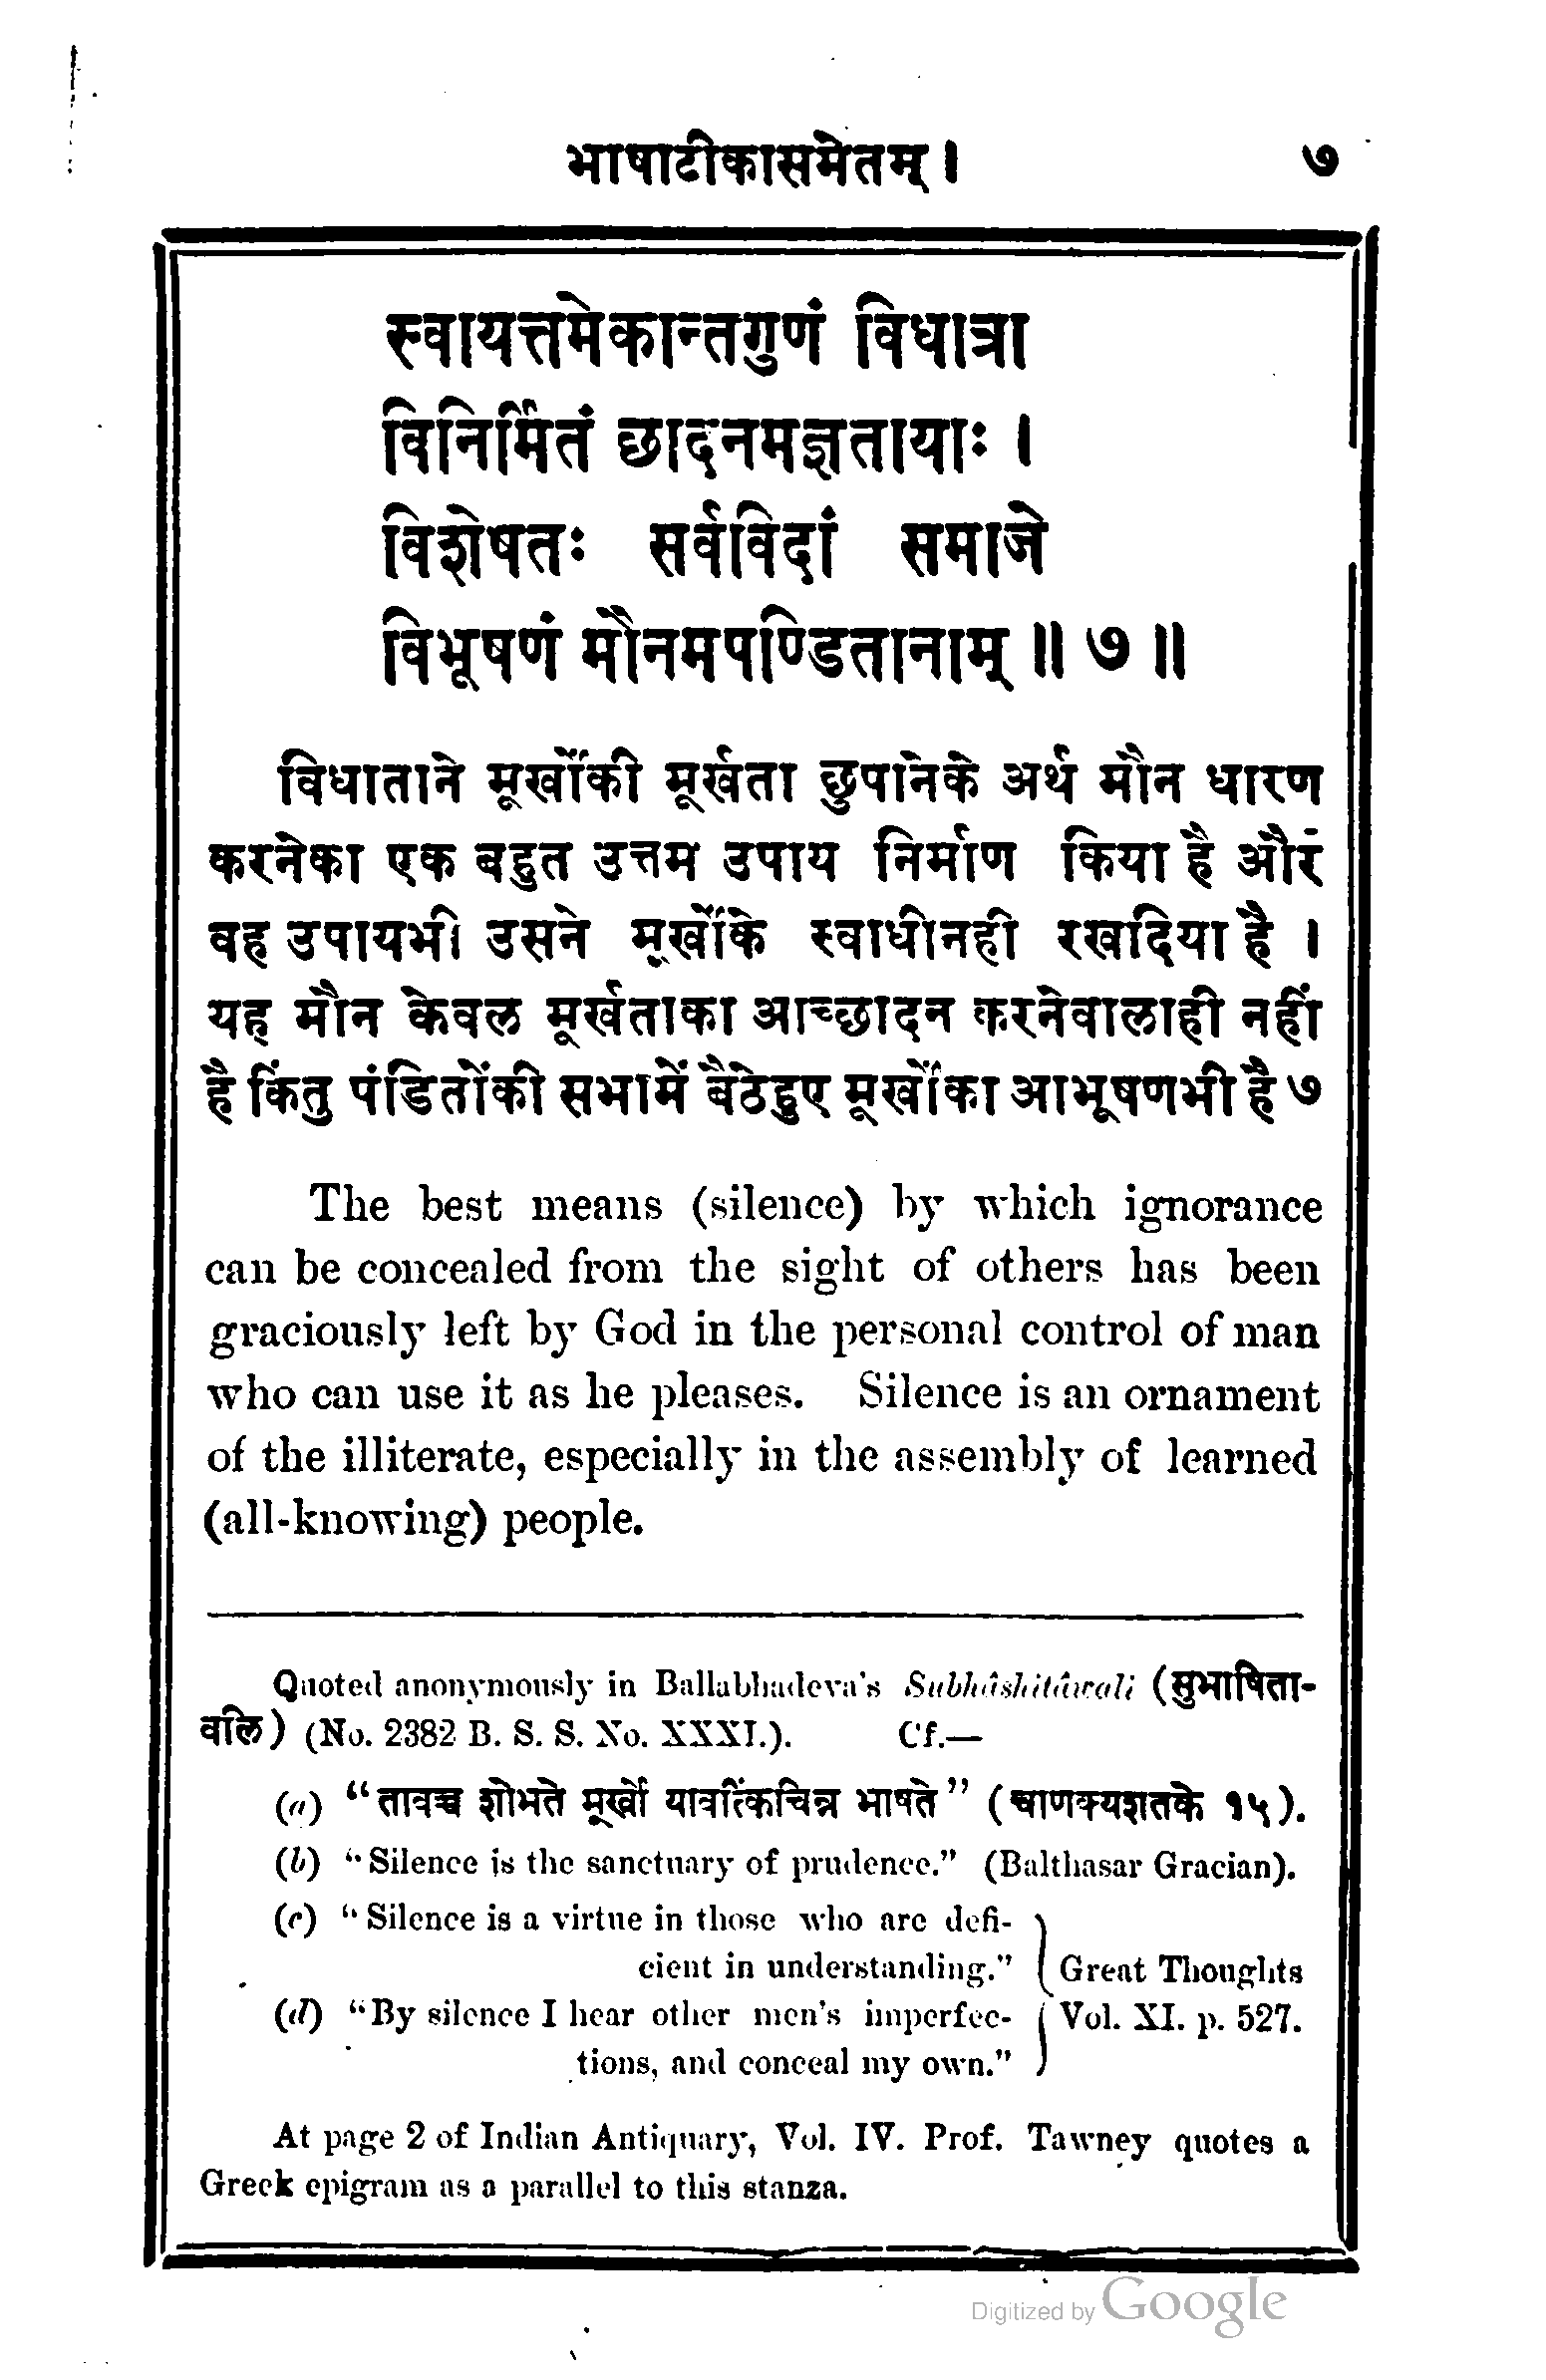 भाषाटीकासमेतम् । ७
स्वायत्तमेकान्तगुणं विधात्रा
विनिर्मितं छादनमज्ञतायाः ।
विशेषतः सर्वविदां समाजे
विभूषणं मौनमपण्डितानाम् ॥ ७ ॥
विधाताने मूर्खोंकी मूर्खता छुपानेके अर्थ मौन धारण
करनेका एक बहुत उत्तम उपाय निर्माण किया है और
वह उपायभी उसने मूर्खोंके स्वाधीनही रखदिया है ।
यह मौन केवल मूर्खताका आच्छादन करनेवालाही नहीं
है किंतु पंडितोंकी सभामें बैठेहुए मूर्खोंका आभूषणभी है ७
The best means (silence) by which ignorance
can be concealed from the sight of others has been
graciously left by God in the personal control of man
who can use it as he pleases. Silence is an ornament
of the illiterate, especially in the assembly of learned
(all-knowing) people.
Quoted anonymously in Ballabhadeva's Subhâshitâwali (सुभाषिता-
वलि) (No. 2382 B. S. S. No. XXXI.). Cf.—
(a) “तावच्च शोभते मूर्खो यावत्किंचिन्न भाषते” (चाणक्यशतके १५).
(b) “Silence is the sanctuary of prudence.” (Balthasar Gracian).
(c) “Silence is a virtue in those who are defi-
cient in understanding.” Great Thoughts
(d) “By silence I hear other men's imperfec- Vol. XI. p. 527.
tions, and conceal my own.”
At page 2 of Indian Antiquary, Vol. IV. Prof. Tawney quotes a
Greek epigram as a parallel to this stanza.
Digitized by Google